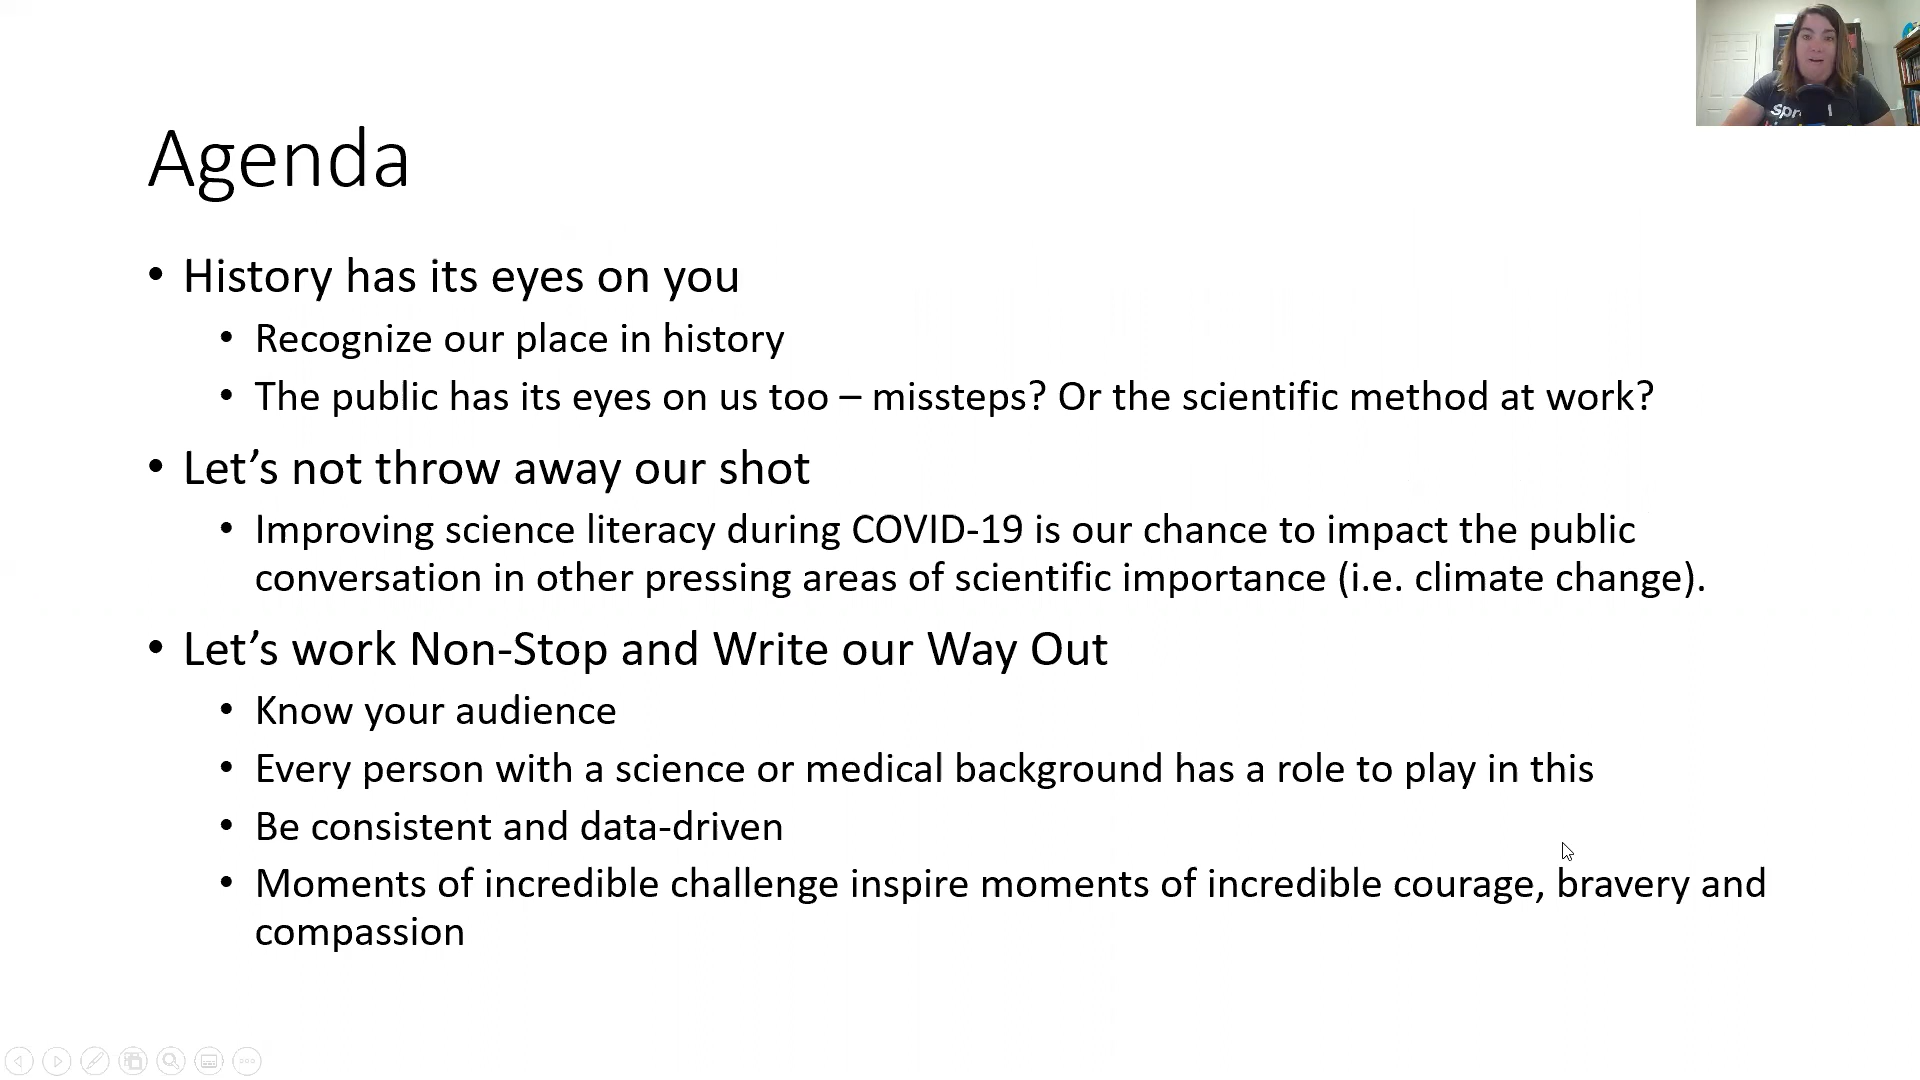 Agenda
• History has its eyes on you
• Recognize our place in history
• The public has its eyes on us too – missteps? Or the scientific method at work?
• Let’s not throw away our shot
• Improving science literacy during COVID-19 is our chance to impact the public
conversation in other pressing areas of scientific importance (i.e. climate change).
• Let’s work Non-Stop and Write our Way Out
• Know your audience
• Every person with a science or medical background has a role to play in this
• Be consistent and data-driven
• Moments of incredible challenge inspire moments of incredible courage, bravery and
compassion